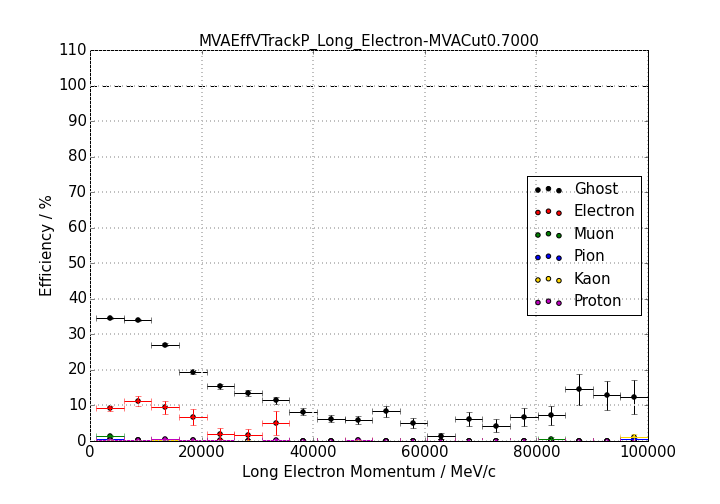 MVAEffVTrackP_Long_Electron-MVACut0.7000
110
100
90
80
70
60
50
40
30
20
10
0
Efficiency / %
Ghost
Electron
Muon
Pion
Kaon
Proton
0 20000 40000 60000 80000 100000
Long Electron Momentum / MeV/c